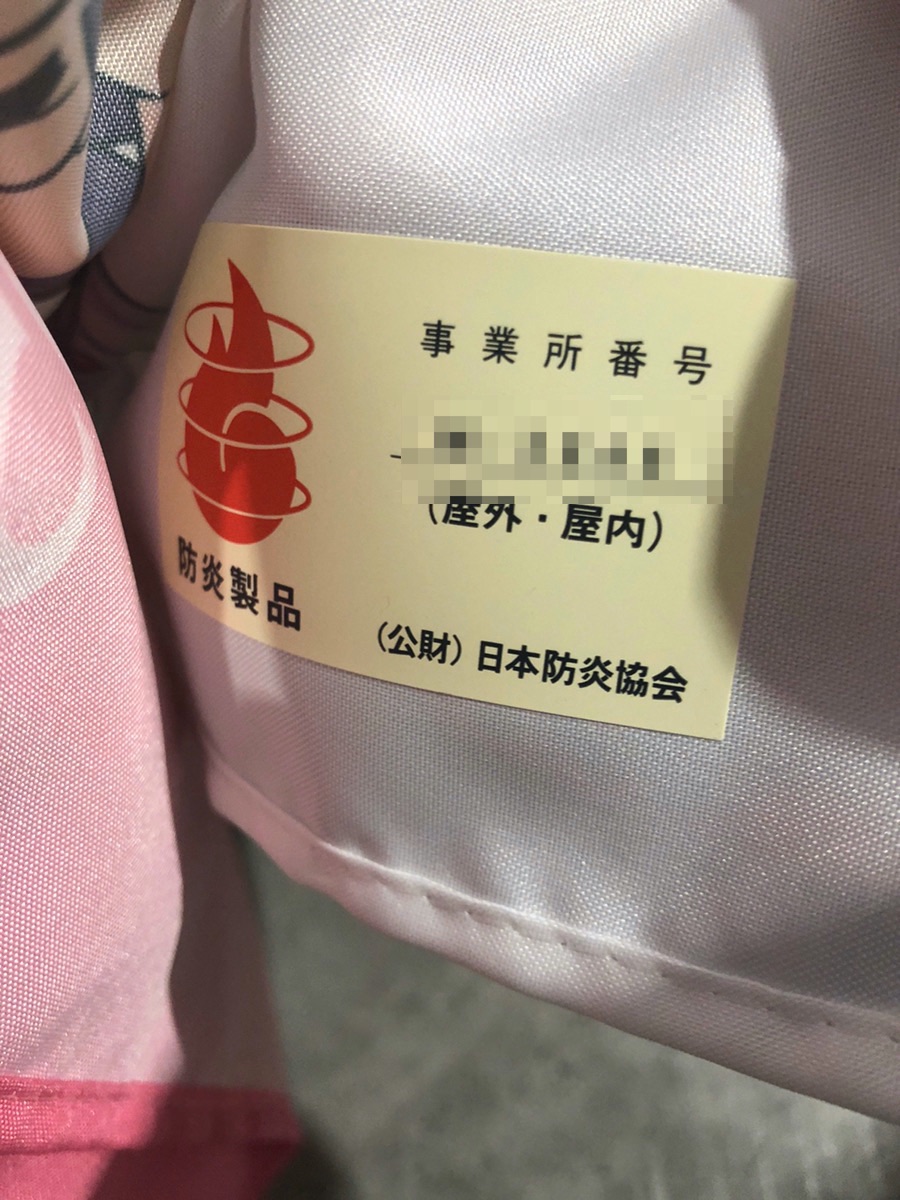 事業所番号
(屋外・屋内)
防炎製品
(公財) 日本防炎協会